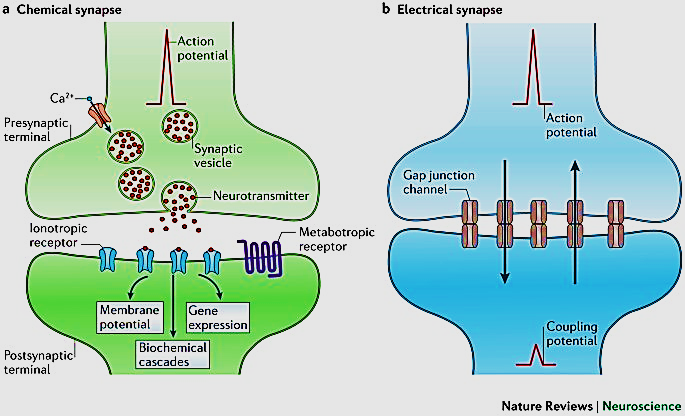 a Chemical synapse
Action
potential
Ca2+
Presynaptic
terminal
Synaptic
vesicle
Neurotransmitter
Ionotropic
receptor
Metabotropic
receptor
Membrane
potential
Gene
expression
Biochemical
cascades
Postsynaptic
terminal
b Electrical synapse
Action
potential
Gap junction
channel
Coupling
potential
Nature Reviews | Neuroscience